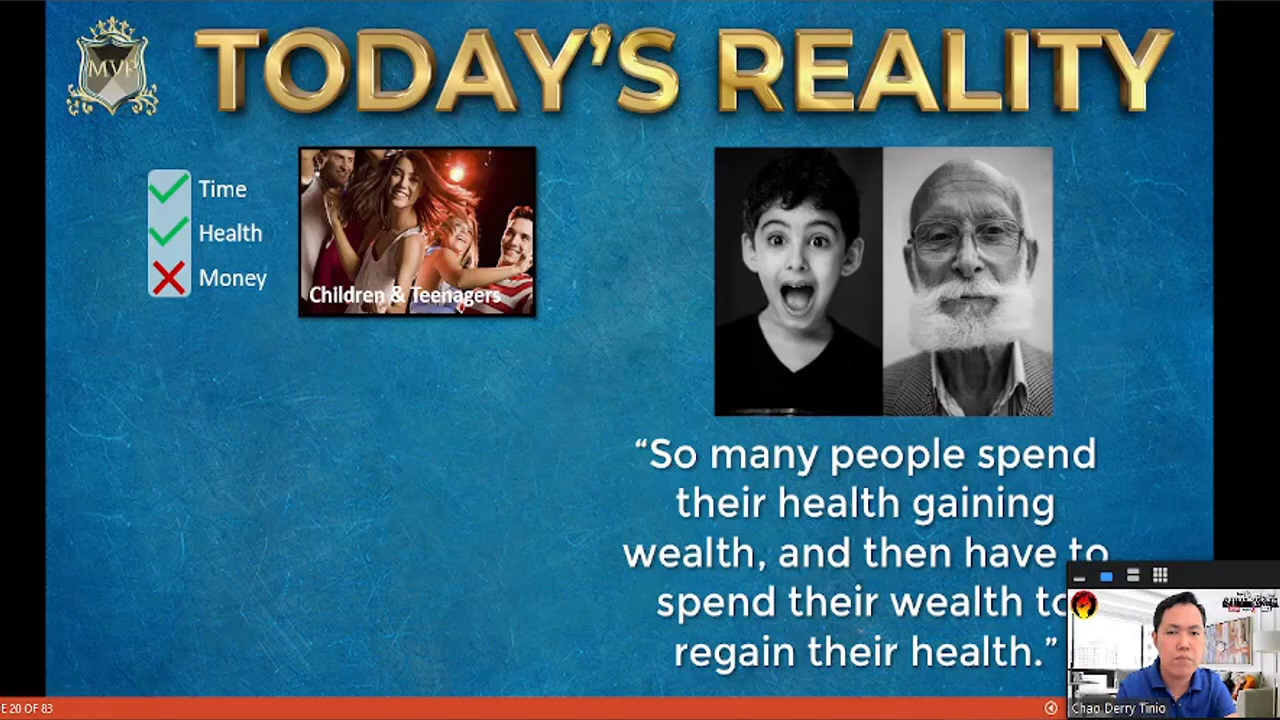 MVF
TODAY'S REALITY
Time
Health
Money
Children & Teenagers
“So many people spend
their health gaining
wealth, and then have to
spend their wealth to
regain their health.”
Chao Derry Tinio
E 20 OF 83